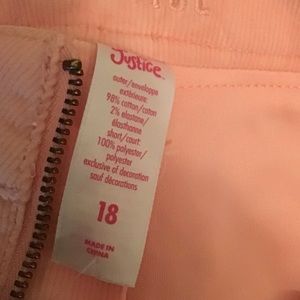 Justice
outer/enveloppe
extérieure:
98% cotton/coton
2% elastane/
élasthanne
short/court:
100% polyester/
polyester
exclusive of decoration
sauf décorations
18
MADE IN
CHINA